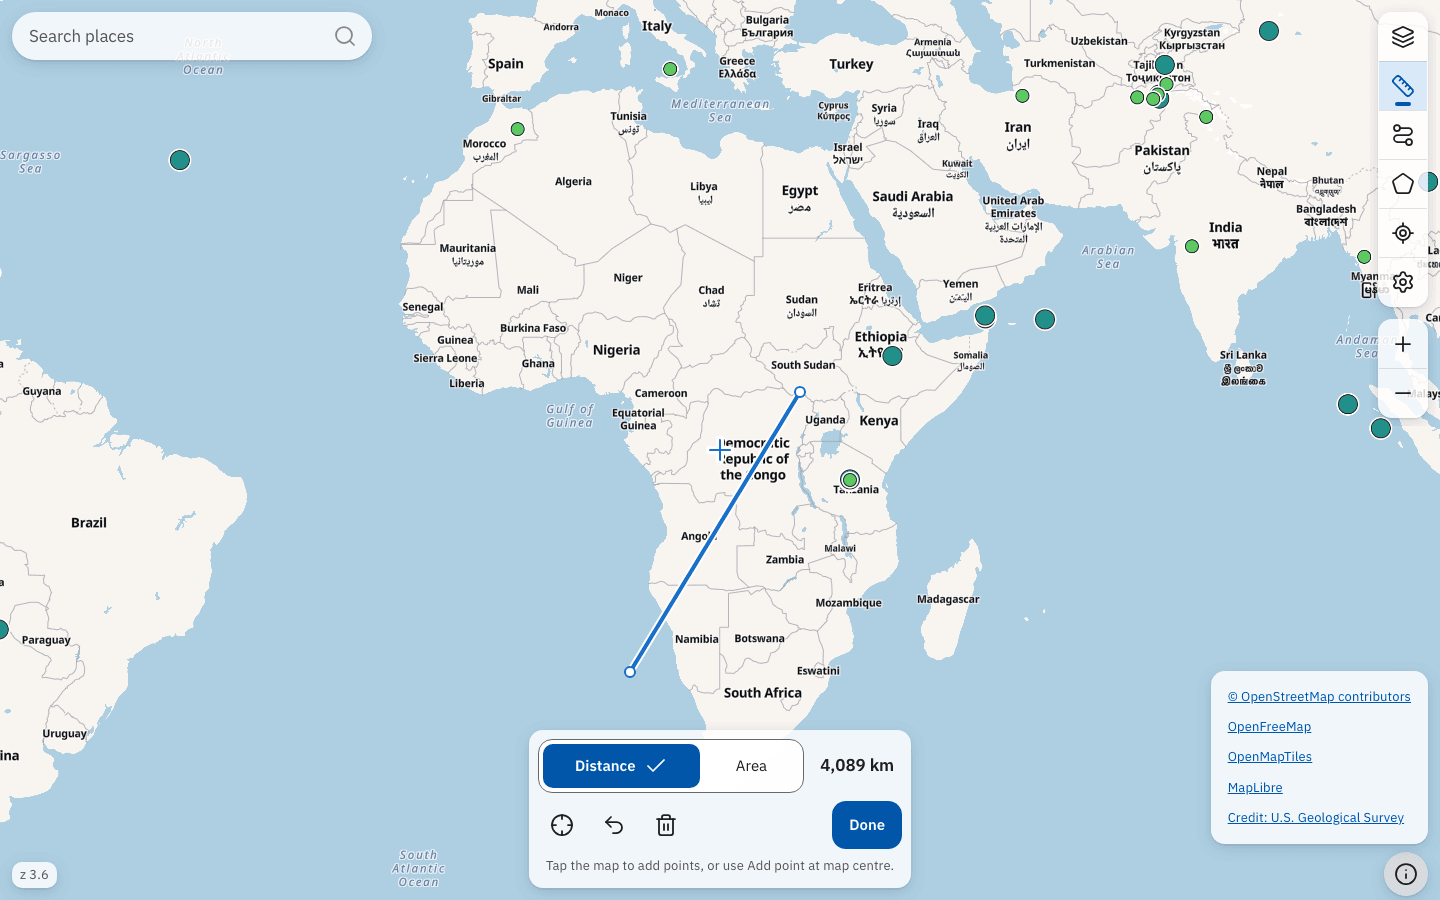 Search places
North
Atlantic
Ocean
Sargasso
Sea
Monaco
Andorra
Italy
Bulgaria
България
Spain
Greece
Ελλάδα
Turkey
Armenia
Հայաստան
Uzbekistan
Kyrgyzstan
Кыргызстан
Turkmenistan
Gibraltar
Mediterranean
Sea
Cyprus
Κύπρος
Syria
سوريا
Tunisia
تونس
Morocco
المغرب
Iraq
العراق
Iran
ایران
Israel
ישראל
Kuwait
الكويت
Pakistan
پاکستان
Nepal
नेपाल
Bhutan
Bangladesh
বাংলাদেশ
Algeria
Libya
ليبيا
Egypt
مصر
Saudi Arabia
السعودية
United Arab
Emirates
الإمارات العربية
المتحدة
India
भारत
Arabian
Sea
Mauritania
موريتانيا
Mali
Niger
Chad
تشاد
Sudan
السودان
Eritrea
ኤርትራ إرتريا
Yemen
اليمن
Senegal
Guinea
Burkina Faso
Sierra Leone
Ghana
Liberia
Nigeria
Ethiopia
South Sudan
Somalia
الصومال
Sri Lanka
ශ්‍රී ලංකාව
இலங்கை
Guyana
Cameroon
Gulf of
Guinea
Equatorial
Guinea
Uganda
Kenya
the Congo
Tanzania
Brazil
Zambia
Malawi
Mozambique
Madagascar
Paraguay
Namibia
Botswana
Eswatini
South Africa
Uruguay
South
Atlantic
Ocean
Distance
Area
4,089 km
Done
Tap the map to add points, or use Add point at map centre.
© OpenStreetMap contributors
OpenFreeMap
OpenMapTiles
MapLibre
Credit: U.S. Geological Survey
z 3.6